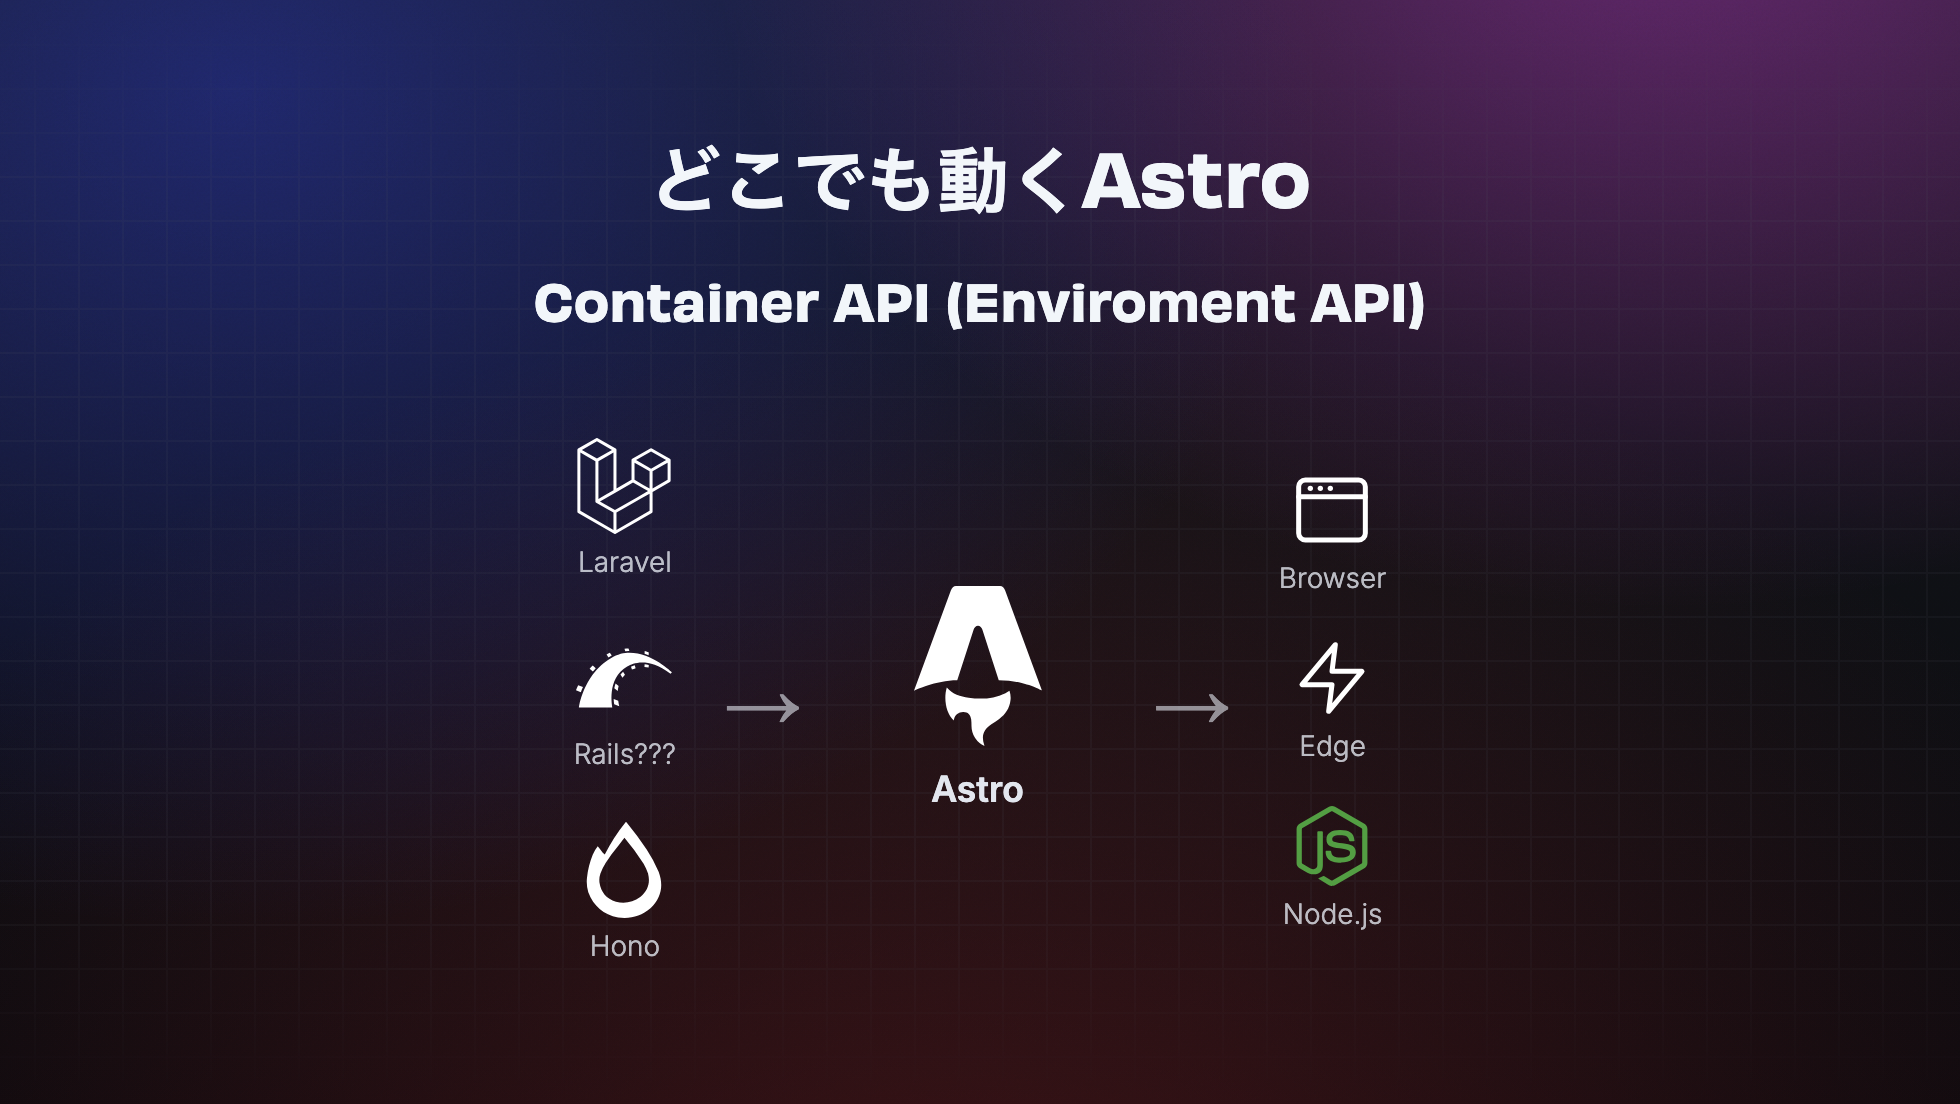 どこでも動くAstro
Container API (Enviroment API)
Laravel
Rails???
Hono
Astro
Browser
Edge
JS
Node.js